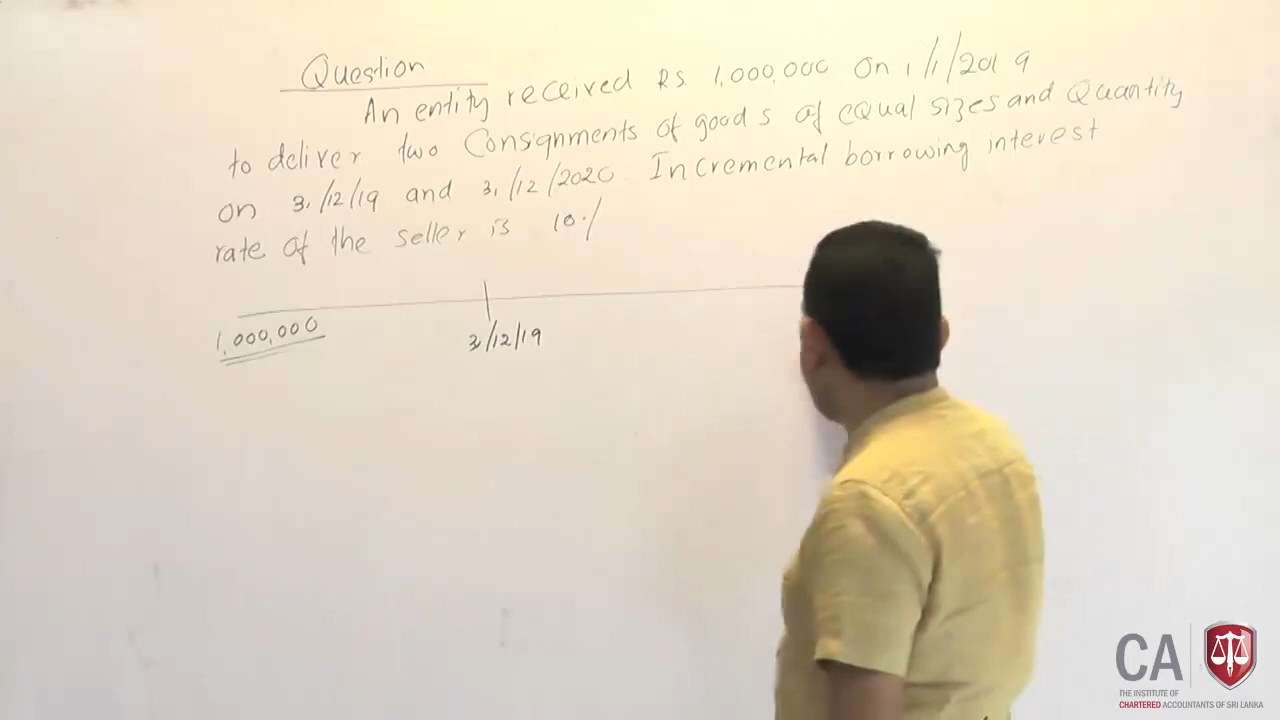 Question
An entity received Rs 1,000,000 on 1/1/2019
to deliver two Consignments of goods of equal sizes and Quantity
on 31/12/19 and 31/12/2020. Incremental borrowing interest
rate of the seller is 10%
1,000,000
31/12/19
CA
THE INSTITUTE OF
CHARTERED ACCOUNTANTS OF SRI LANKA